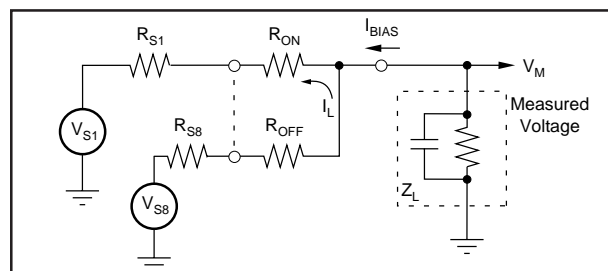 I_BIAS
R_S1
R_ON
V_M
I_L
Measured
Voltage
V_S1
R_S8
R_OFF
V_S8
Z_L